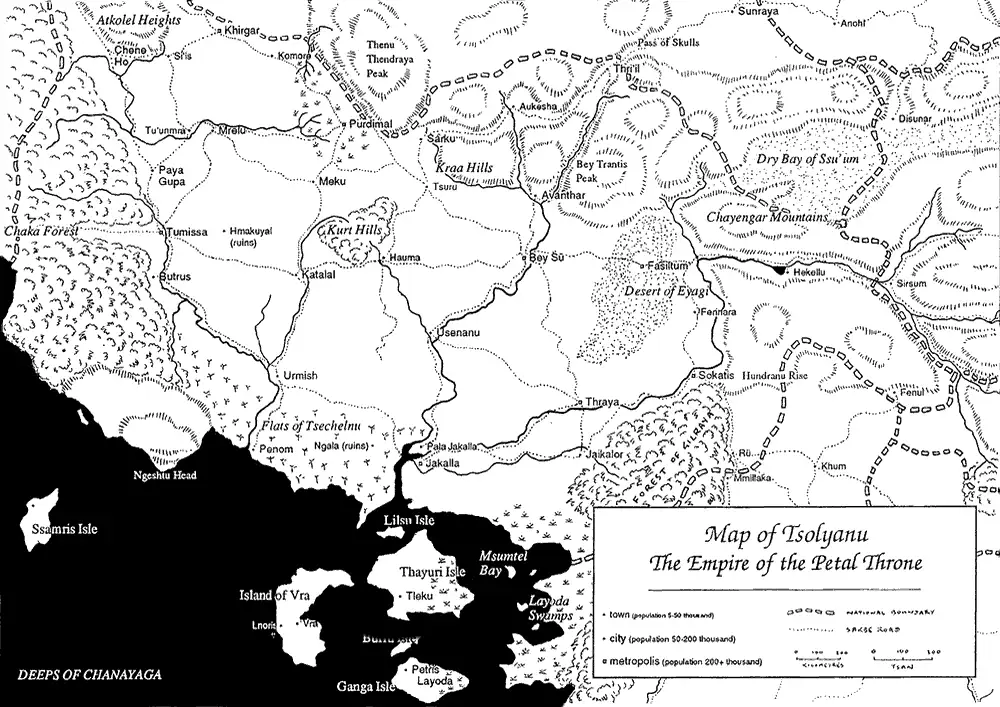 Sunraya
Atkolel Heights
Anohl
Khirgar
Chene
Ho
Si'is
Komore
Thenu
Thendraya
Peak
Pass of Skulls
Thri'il
Aukesha
Disunar
Tu'unmra
Mrelu
Purdimal
Sarku
Kraa Hills
Bey Trantis
Peak
Dry Bay of Ssu'um
Paya
Gupa
Meku
Tsuru
Avanthar
Chayengar Mountains
Chaka Forest
Tumissa
Hmakuyal
(ruins)
Kurt Hills
Hauma
Bey Sü
Fasiltum
Hekellu
Butrus
Katalal
Desert of Eyagi
Sirsum
Fennara
Usenanu
Urmish
Sokatis
Hundranu Rise
Fenul
Thraya
Flats of Tsechelnu
Penom
Ngala (ruins)
Pala Jakalla
Jakalla
Jaikalor
FOREST OF GILRAYA
Rü
Khum
Mmillaka
Ngeshtu Head
Ssamris Isle
Lilsu Isle
Map of Tsolyanu
The Empire of the Petal Throne
Msumtel
Bay
Thayuri Isle
Tleku
Island of Vra
Lnoris
Vra
Layoda
Swamps
town (population 5-50 thousand)
NATIONAL BOUNDARY
SAKBE ROAD
city (population 50-200 thousand)
metropolis (population 200+ thousand)
0 100 200
KILOMETRES
0 100 200
TSAN
Petris
Layoda
Ganga Isle
DEEPS OF CHANAYAGA